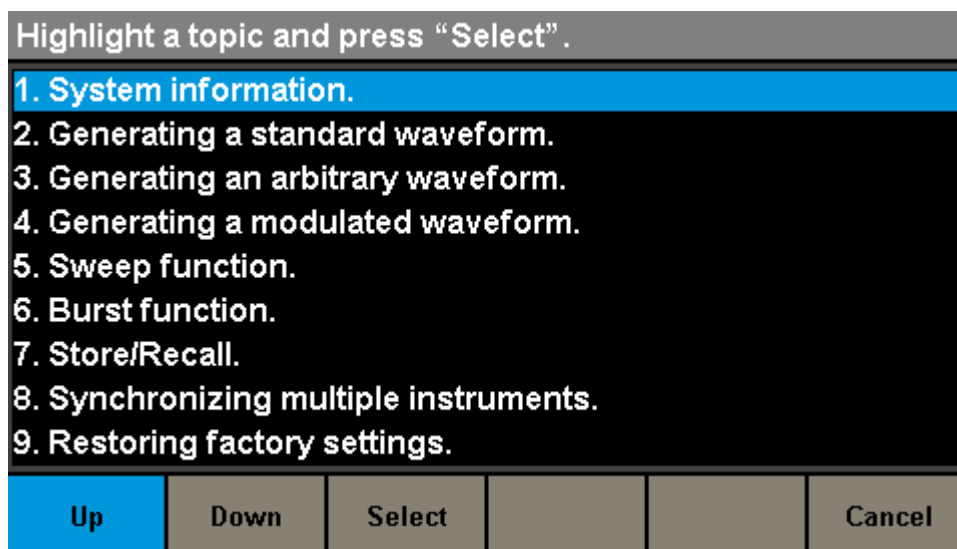 Highlight a topic and press “Select”.
1. System information.
2. Generating a standard waveform.
3. Generating an arbitrary waveform.
4. Generating a modulated waveform.
5. Sweep function.
6. Burst function.
7. Store/Recall.
8. Synchronizing multiple instruments.
9. Restoring factory settings.
Up Down Select Cancel